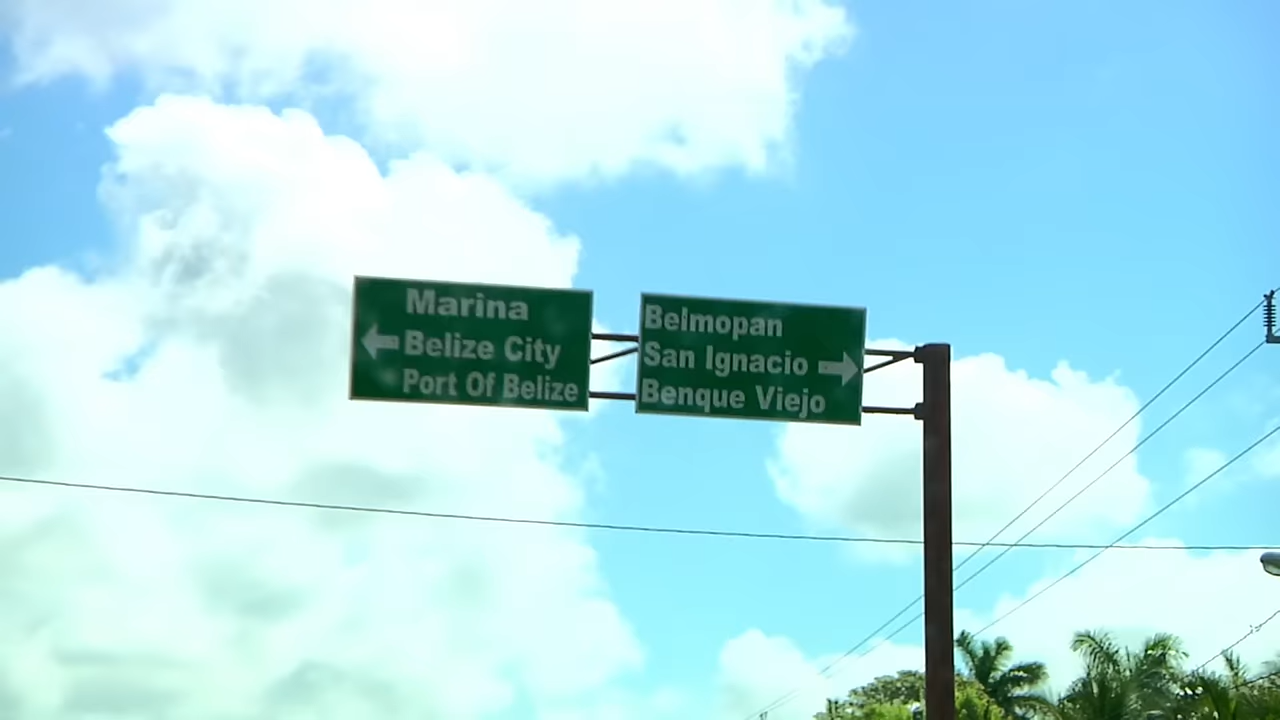 Marina
Belize City
Port Of Belize
Belmopan
San Ignacio
Benque Viejo